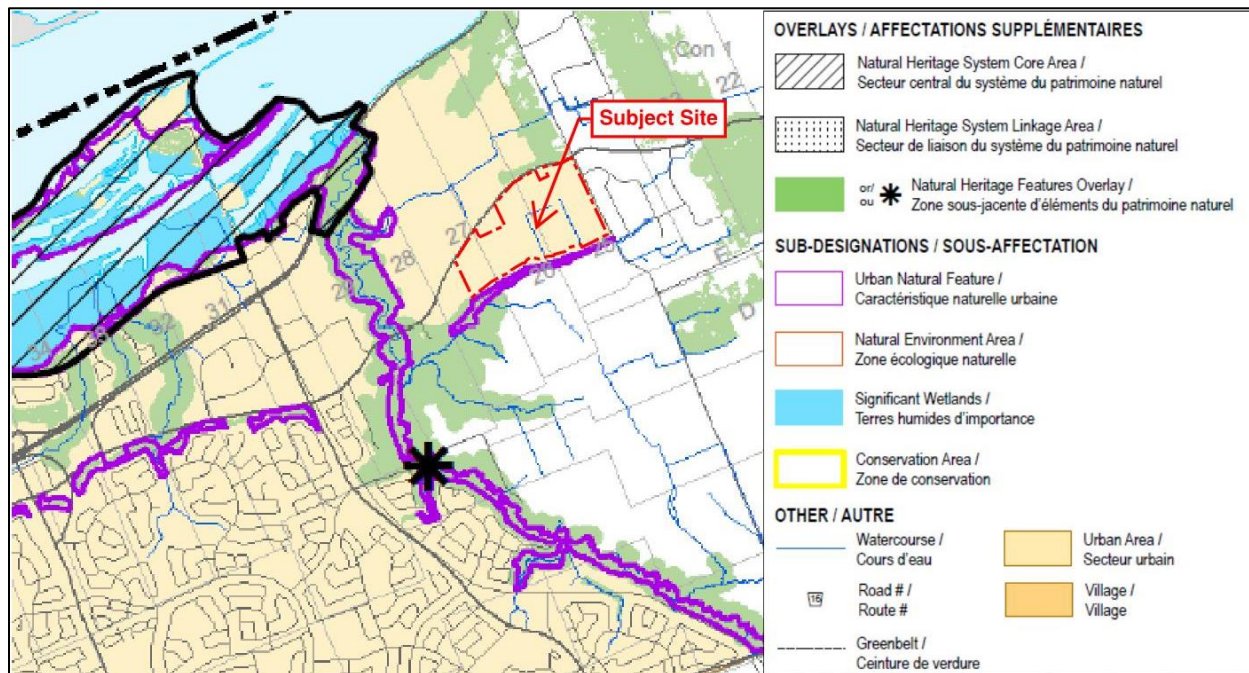 Con 1
22
Subject Site
27
28
29
26
25
E
D
31
32
33
34
OVERLAYS / AFFECTATIONS SUPPLÉMENTAIRES
Natural Heritage System Core Area /
Secteur central du système du patrimoine naturel
Natural Heritage System Linkage Area /
Secteur de liaison du système du patrimoine naturel
or/ Natural Heritage Features Overlay /
ou Zone sous-jacente d'éléments du patrimoine naturel
SUB-DESIGNATIONS / SOUS-AFFECTATION
Urban Natural Feature /
Caractéristique naturelle urbaine
Natural Environment Area /
Zone écologique naturelle
Significant Wetlands /
Terres humides d'importance
Conservation Area /
Zone de conservation
OTHER / AUTRE
Watercourse /
Cours d'eau
Urban Area /
Secteur urbain
15
Road # /
Route #
Village /
Village
Greenbelt /
Ceinture de verdure